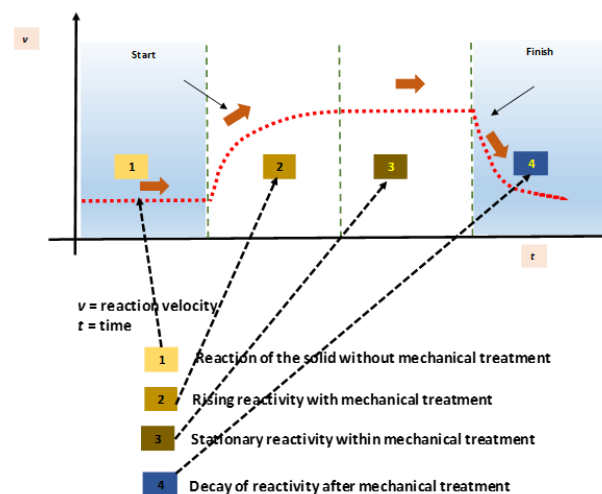 v
Start
Finish
1
2
3
4
t
v = reaction velocity
t = time
1 Reaction of the solid without mechanical treatment
2 Rising reactivity with mechanical treatment
3 Stationary reactivity within mechanical treatment
4 Decay of reactivity after mechanical treatment